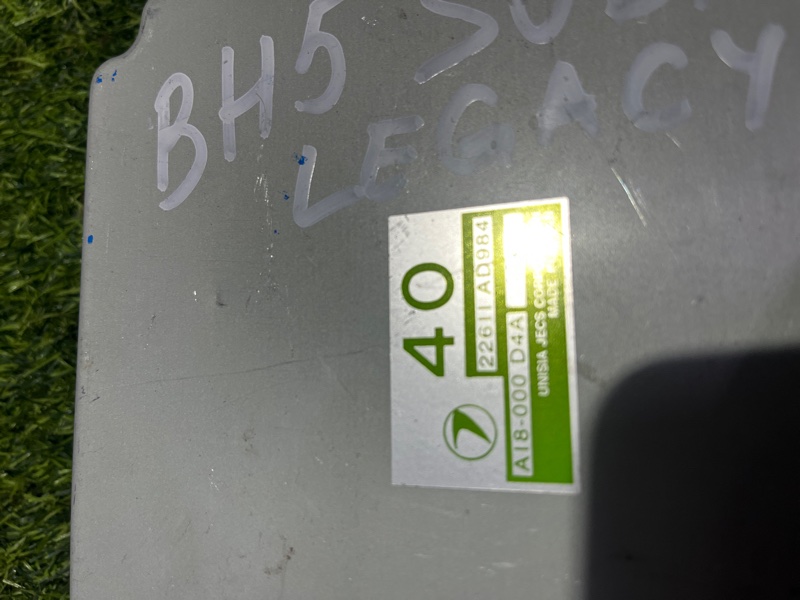 BH5
LEGACY
40
22611 AD984
A18-000 D4A
UNISIA JECS
MADE